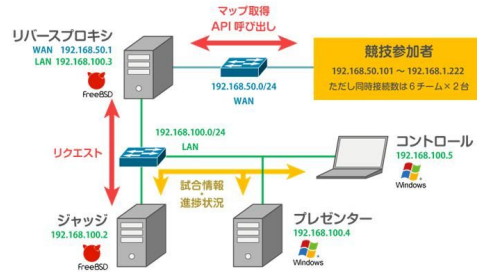 マップ取得
API 呼び出し
リバースプロキシ
WAN 192.168.50.1
LAN 192.168.100.3
FreeBSD
競技参加者
192.168.50.101 ～ 192.168.1.222
ただし同時接続数は6チーム×2台
192.168.50.0/24
WAN
192.168.100.0/24
LAN
リクエスト
コントロール
192.168.100.5
Windows
試合情報
・
進捗状況
ジャッジ
192.168.100.2
FreeBSD
プレゼンター
192.168.100.4
Windows